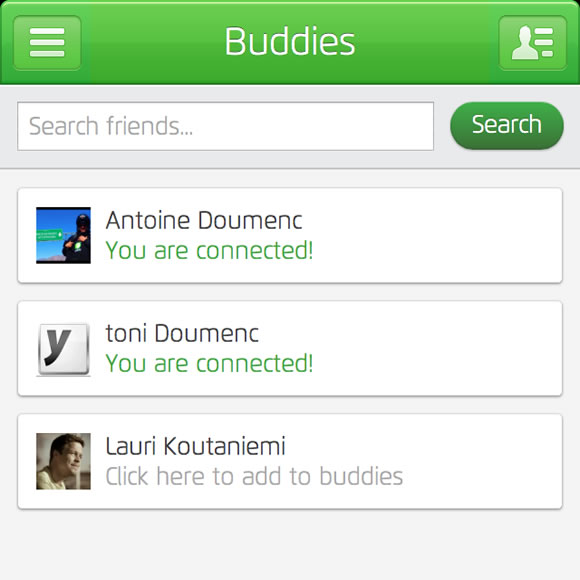 Buddies
Search friends...
Search
Antoine Doumenc
You are connected!
y
toni Doumenc
You are connected!
Lauri Koutaniemi
Click here to add to buddies